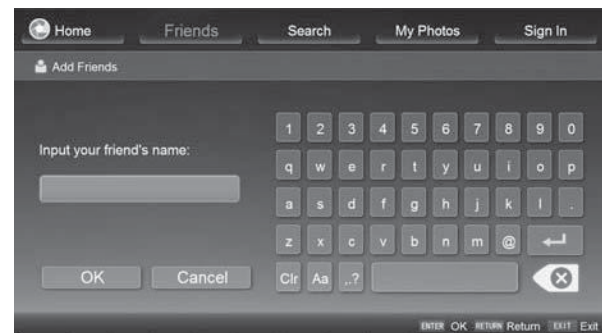 Home Friends Search My Photos Sign In
Add Friends
1 2 3 4 5 6 7 8 9 0
Input your friend's name:
q w e r t y u i o p
a s d f g h j k l .
z x c v b n m @
OK Cancel Clr Aa ,.?
ENTER OK RETURN Return EXIT Exit